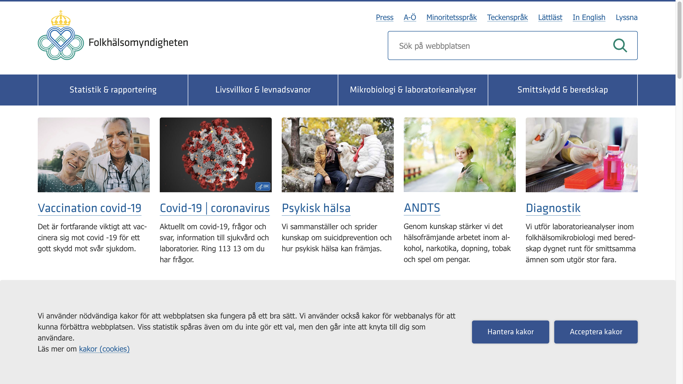 Press A-Ö Minoritetsspråk Teckenspråk Lättläst In English Lyssna
Folkhälsomyndigheten
Sök på webbplatsen
Statistik & rapportering
Livsvillkor & levnadsvanor
Mikrobiologi & laboratorieanalyser
Smittskydd & beredskap
Vaccination covid-19
Det är fortfarande viktigt att vac-
cinera sig mot covid -19 för ett
gott skydd mot svår sjukdom.
Covid-19 | coronavirus
Aktuellt om covid-19, frågor och
svar, information till sjukvård och
laboratorier. Ring 113 13 om du
har frågor.
Psykisk hälsa
Vi sammanställer och sprider
kunskap om suicidprevention och
hur psykisk hälsa kan främjas.
ANDTS
Genom kunskap stärker vi det
hälsofrämjande arbetet inom al-
kohol, narkotika, dopning, tobak
och spel om pengar.
Diagnostik
Vi utför laboratorieanalyser inom
folkhälsomikrobiologi med bered-
skap dygnet runt för smittsamma
ämnen som utgör stor fara.
Vi använder nödvändiga kakor för att webbplatsen ska fungera på ett bra sätt. Vi använder också kakor för webbanalys för att
kunna förbättra webbplatsen. Viss statistik spåras även om du inte gör ett val, men den går inte att knyta till dig som
användare.
Läs mer om kakor (cookies)
Hantera kakor
Acceptera kakor